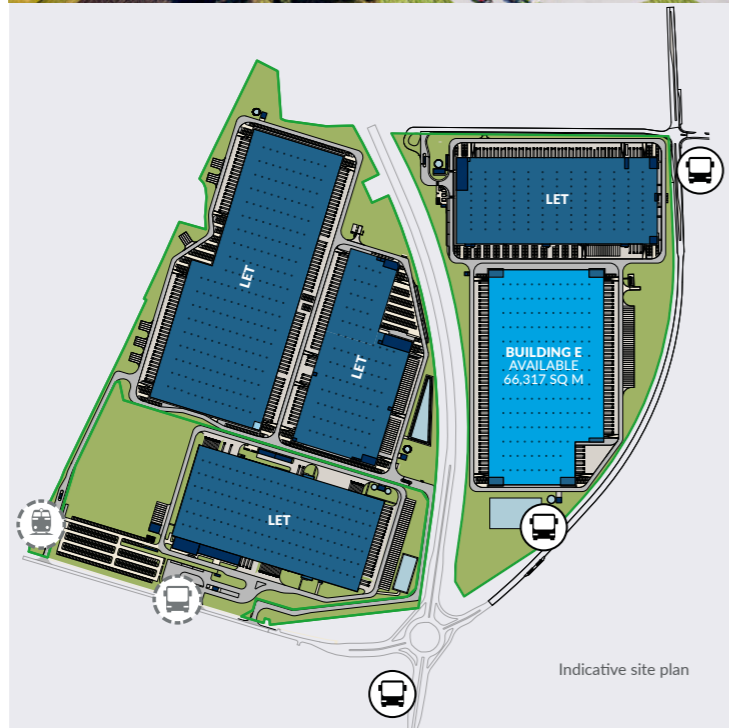 LET
LET
LET
BUILDING E
AVAILABLE
66,317 SQ M
LET
Indicative site plan